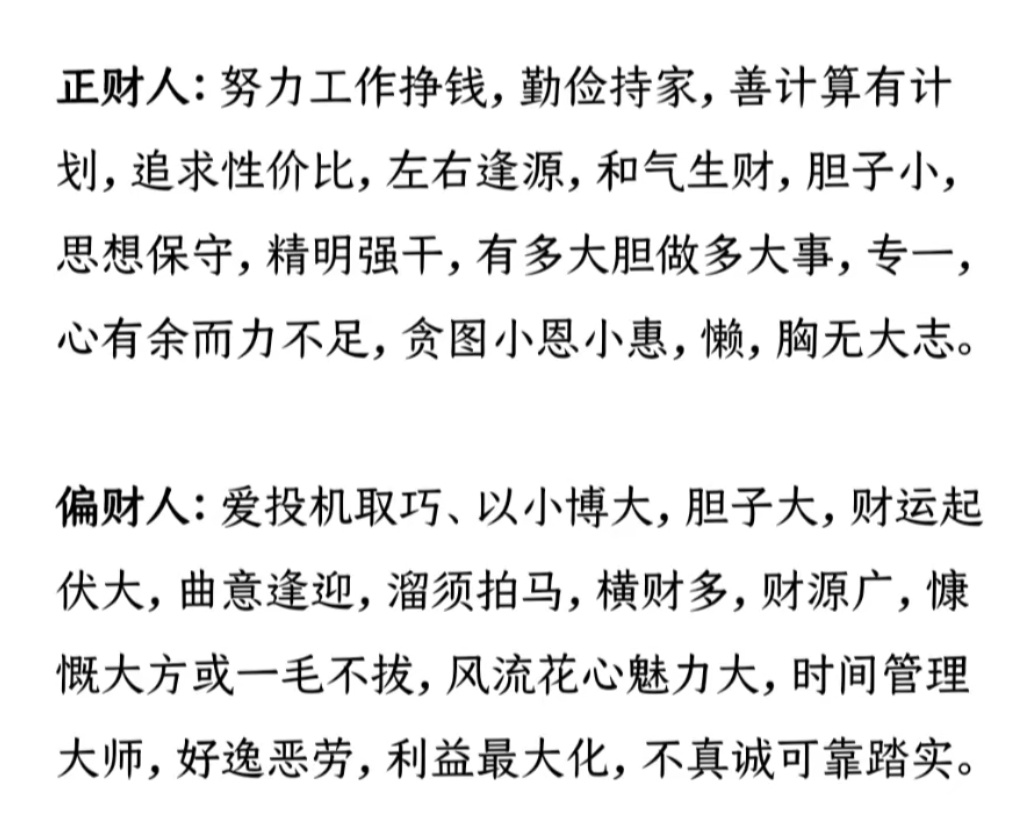 正财人：努力工作挣钱，勤俭持家，善计算有计
划，追求性价比，左右逢源，和气生财，胆子小，
思想保守，精明强干，有多大胆做多大事，专一，
心有余而力不足，贪图小恩小惠，懒，胸无大志。
偏财人：爱投机取巧、以小博大，胆子大，财运起
伏大，曲意逢迎，溜须拍马，横财多，财源广，慷
慨大方或一毛不拔，风流花心魅力大，时间管理
大师，好逸恶劳，利益最大化，不真诚可靠踏实。